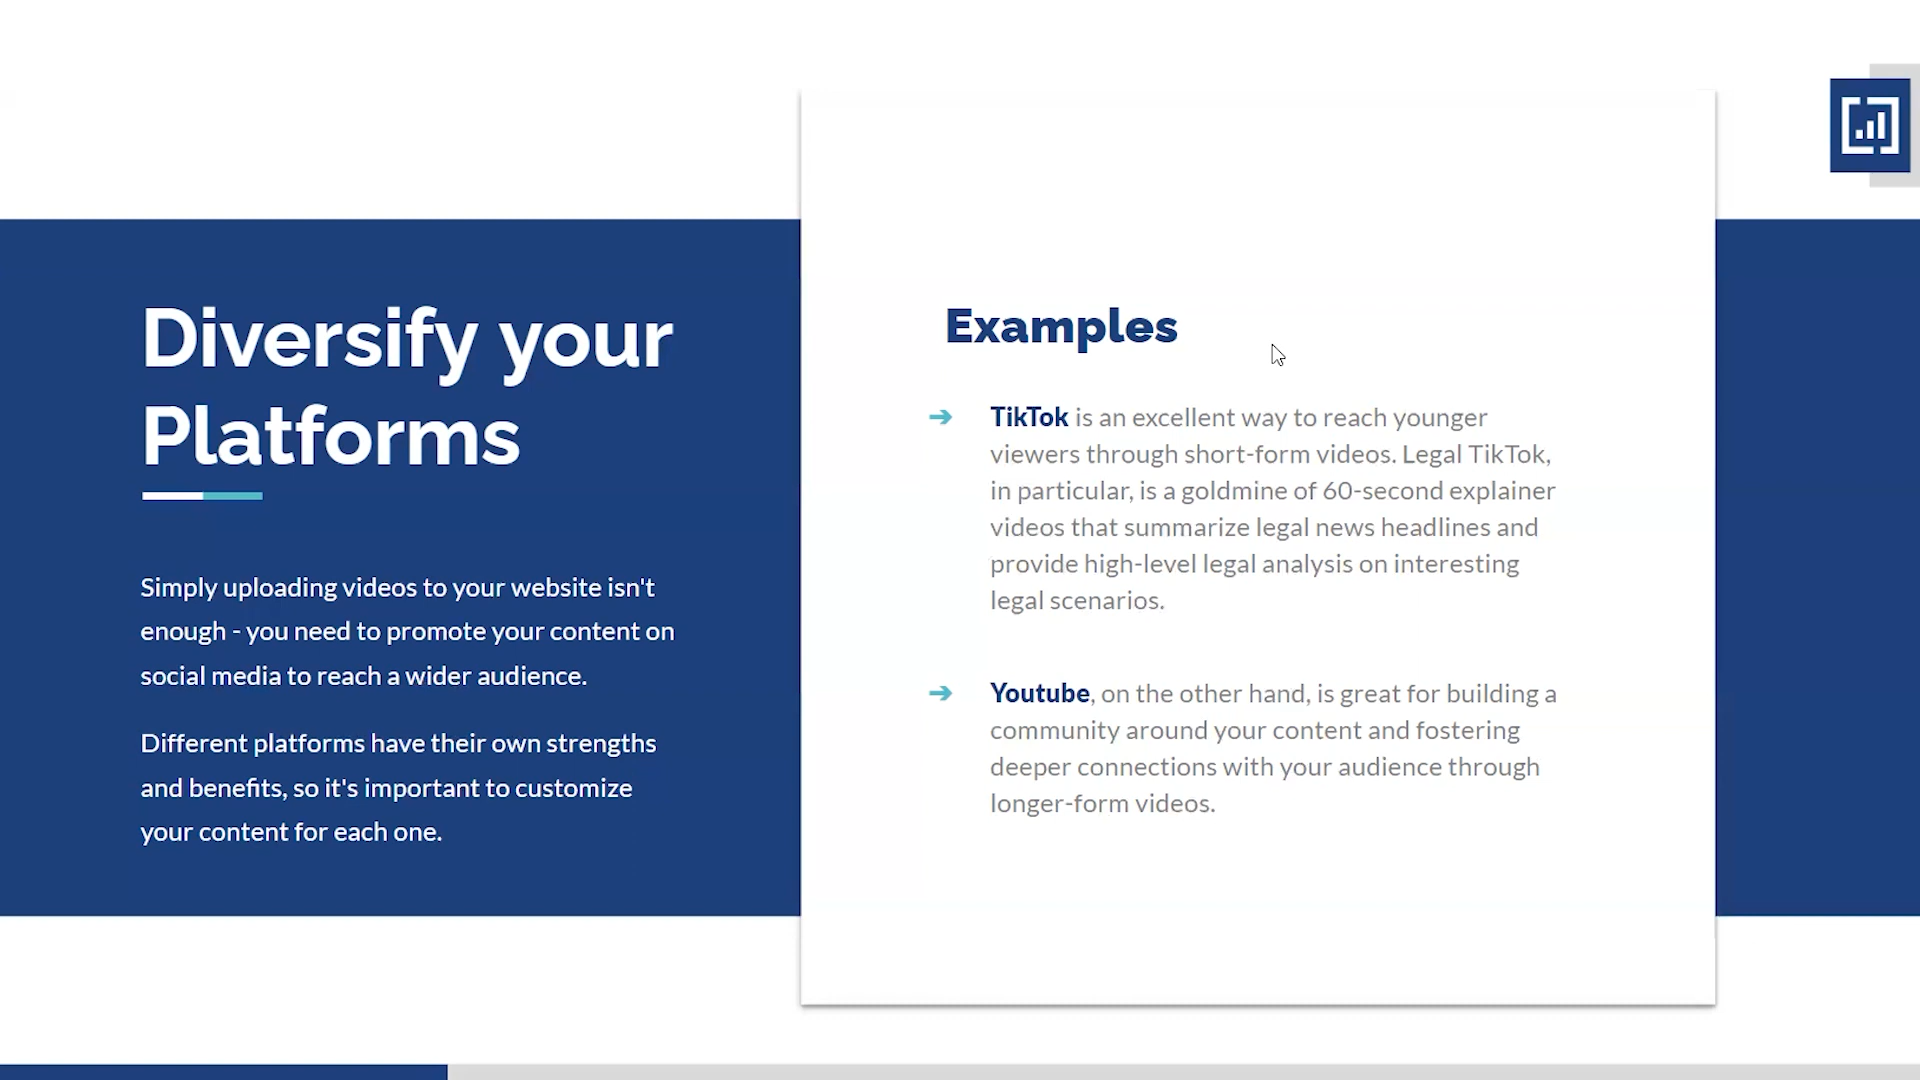 Diversify your
Platforms
Simply uploading videos to your website isn't
enough - you need to promote your content on
social media to reach a wider audience.
Different platforms have their own strengths
and benefits, so it's important to customize
your content for each one.
Examples
➔ TikTok is an excellent way to reach younger
viewers through short-form videos. Legal TikTok,
in particular, is a goldmine of 60-second explainer
videos that summarize legal news headlines and
provide high-level legal analysis on interesting
legal scenarios.
➔ Youtube, on the other hand, is great for building a
community around your content and fostering
deeper connections with your audience through
longer-form videos.